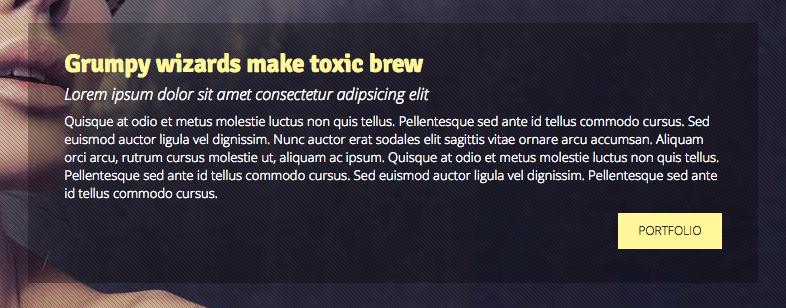 Grumpy wizards make toxic brew
Lorem ipsum dolor sit amet consectetur adipsicing elit
Quisque at odio et metus molestie luctus non quis tellus. Pellentesque sed ante id tellus commodo cursus. Sed
euismod auctor ligula vel dignissim. Nunc auctor erat sodales elit sagittis vitae ornare arcu accumsan. Aliquam
orci arcu, rutrum cursus molestie ut, aliquam ac ipsum. Quisque at odio et metus molestie luctus non quis tellus.
Pellentesque sed ante id tellus commodo cursus. Sed euismod auctor ligula vel dignissim. Pellentesque sed ante
id tellus commodo cursus.
PORTFOLIO